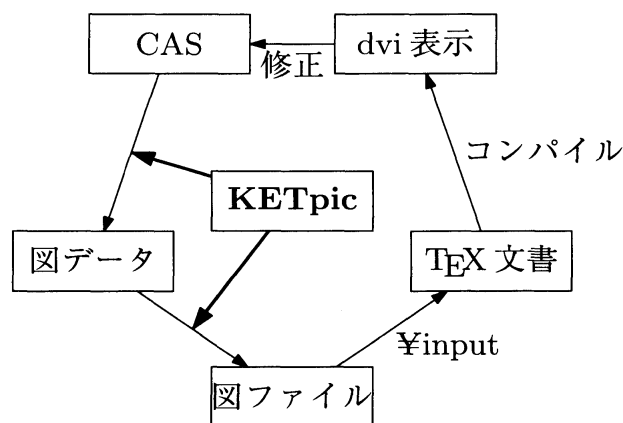 CAS
dvi 表示
修正
コンパイル
KETpic
図データ
TEX 文書
¥input
図ファイル